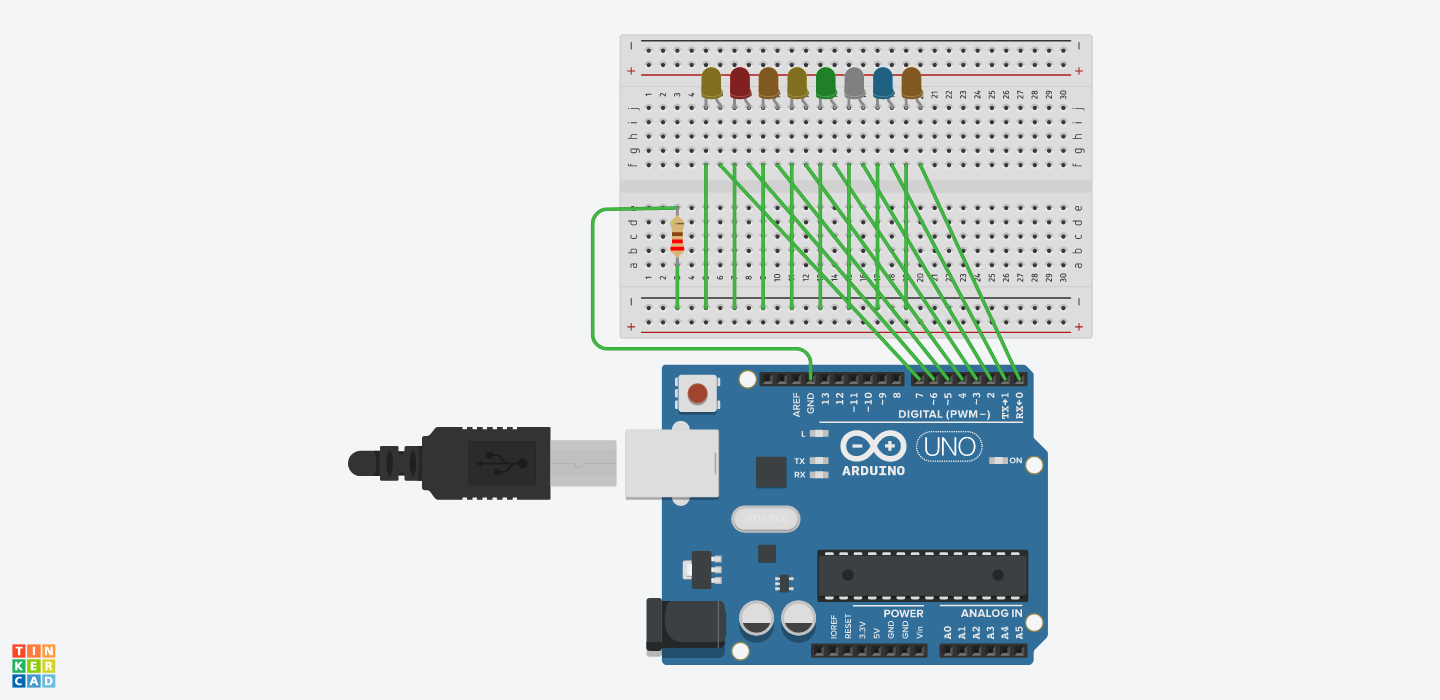 − −
+ +
1 2 3 4 21 22 23 24 25 26 27 28 29 30
j j
i i
h h
g g
f f
e e
d d
c c
b b
a a
1 2 3 4 5 6 7 8 9 10 11 12 13 14 15 16 17 18 19 20 21 22 23 24 25 26 27 28 29 30
− −
+ +
AREF GND 13 12 ~11 ~10 ~9 8 7 ~6 ~5 4 ~3 2 TX→1 RX←0
DIGITAL (PWM~)
L
TX
RX
ARDUINO
UNO
ON
POWER
ANALOG IN
IOREF RESET 3.3V 5V GND GND Vin A0 A1 A2 A3 A4 A5
TIN
KER
CAD